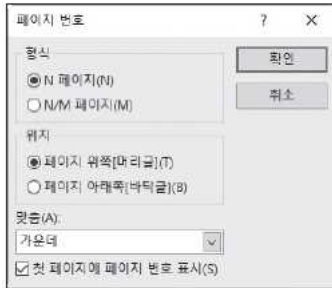 페이지 번호 ? ×
형식
확인
N 페이지(N)
N/M 페이지(M)
취소
위치
페이지 위쪽[머리글](T)
페이지 아래쪽[바닥글](B)
맞춤(A):
가운데
첫 페이지에 페이지 번호 표시(S)